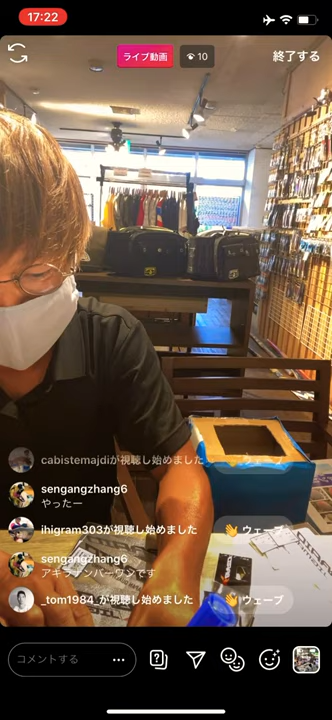 17:22
ライブ動画
10
終了する
cabistemajdiが視聴し始めました
sengangzhang6
やったー
ihigram303が視聴し始めました
ウェーブ
sengangzhang6
アキラナンバーワンです
_tom1984_が視聴し始めました
ウェーブ
コメントする